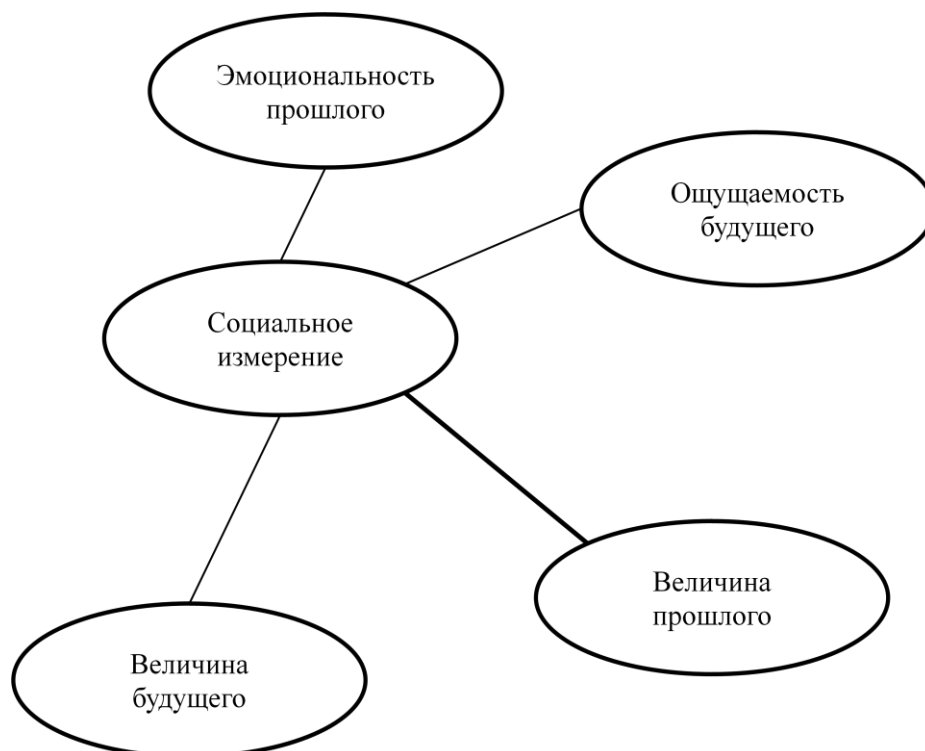 Эмоциональность
прошлого
Ощущаемость
будущего
Социальное
измерение
Величина
прошлого
Величина
будущего